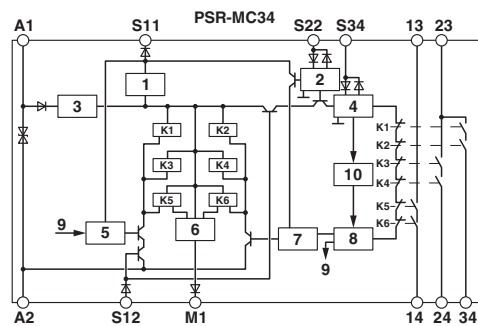 PSR-MC34
A1 S11 S22 S34 13 23
1 2
3 4
K1 K2 K1
K2
K3 K4 10 K3
K4
K5 K6 K5
9 5 6 7 8 K6
9
A2 S12 M1 14 24 34